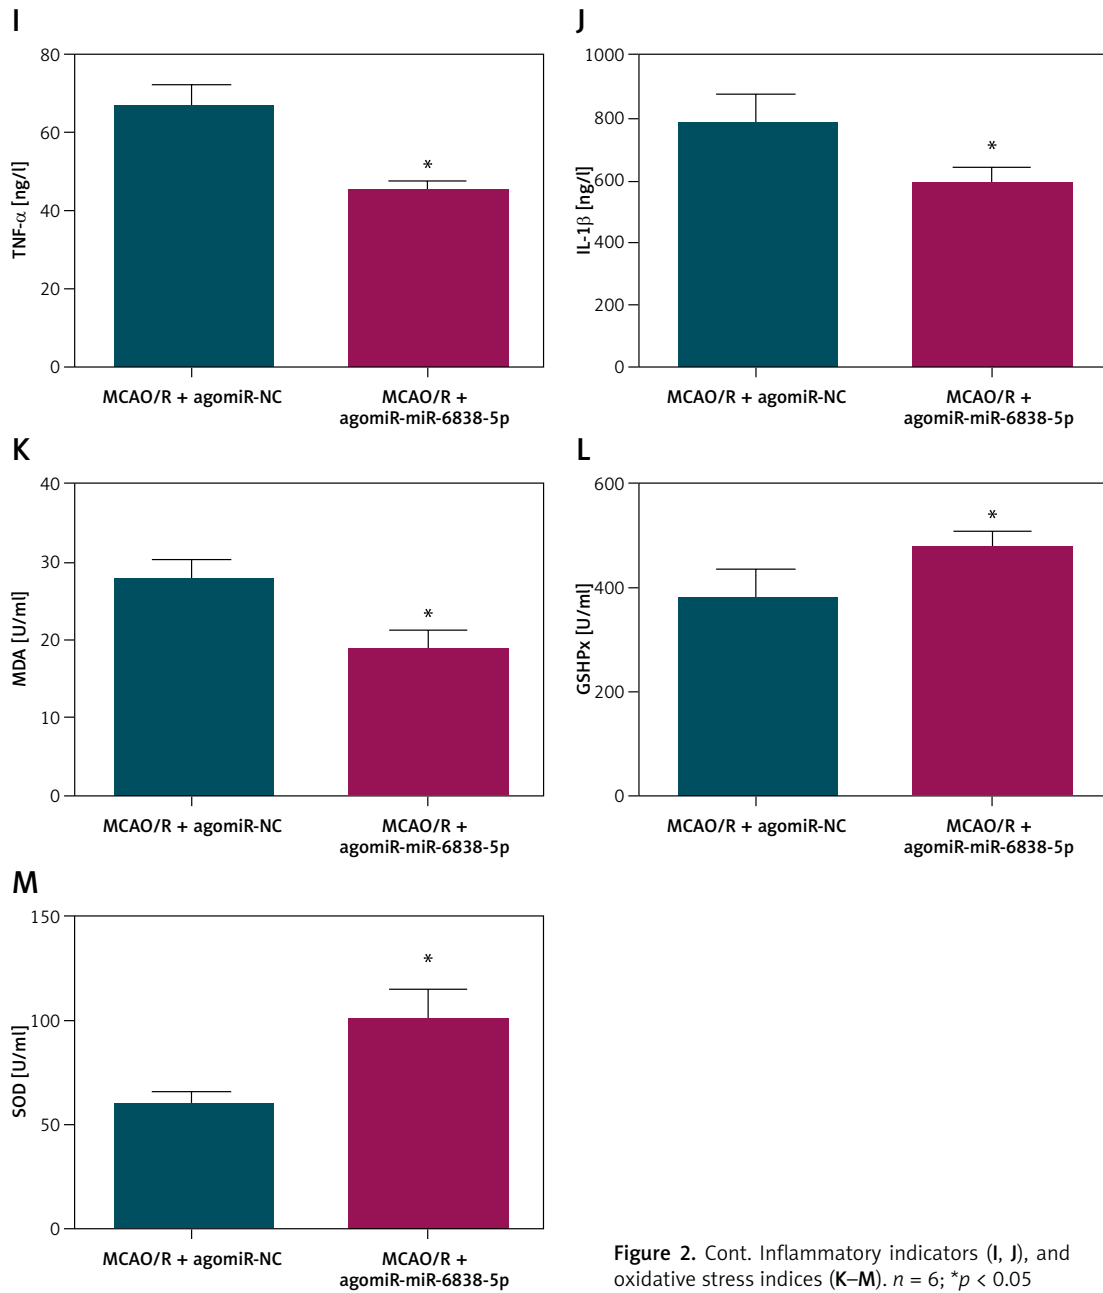 I
80
60
40
20
0
TNF-α [ng/l]
*
MCAO/R + agomiR-NC
MCAO/R +
agomiR-miR-6838-5p
J
1000
800
600
400
200
0
IL-1β [ng/l]
*
MCAO/R + agomiR-NC
MCAO/R +
agomiR-miR-6838-5p
K
40
30
20
10
0
MDA [U/ml]
*
MCAO/R + agomiR-NC
MCAO/R +
agomiR-miR-6838-5p
L
600
400
200
0
GSHPx [U/ml]
*
MCAO/R + agomiR-NC
MCAO/R +
agomiR-miR-6838-5p
M
150
100
50
0
SOD [U/ml]
*
MCAO/R + agomiR-NC
MCAO/R +
agomiR-miR-6838-5p
Figure 2. Cont. Inflammatory indicators (I, J), and
oxidative stress indices (K–M). n = 6; *p < 0.05